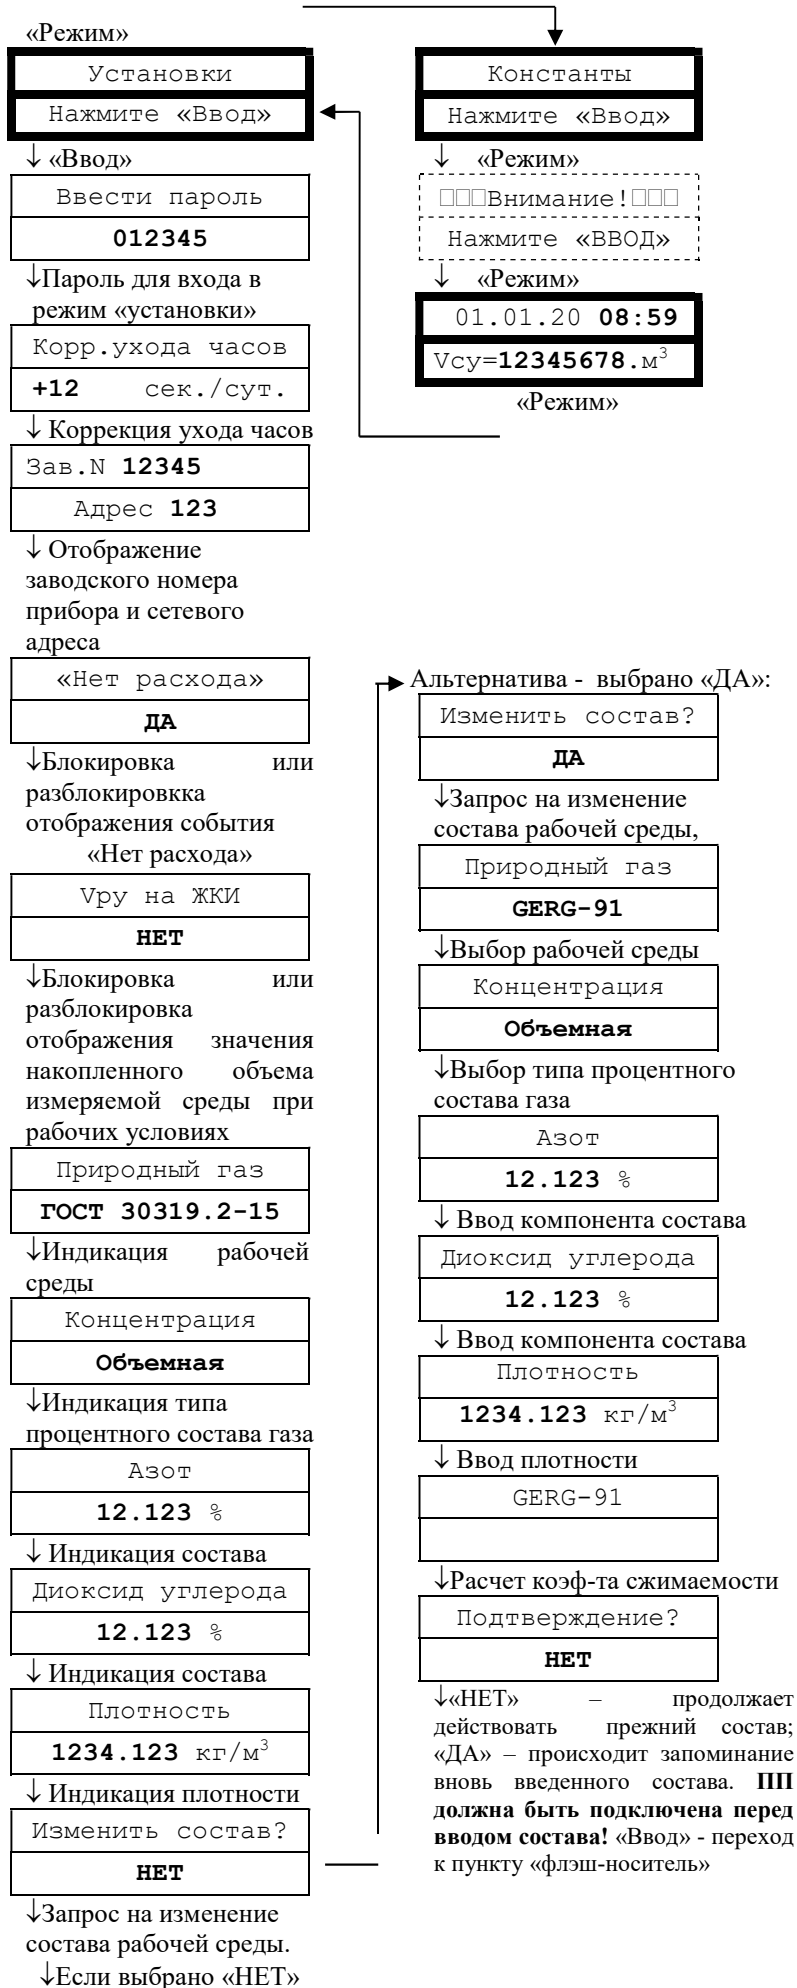 «Режим»
Установки
Нажмите «Ввод»
↓ «Ввод»
Ввести пароль
012345
↓Пароль для входа в
режим «установки»
Корр.ухода часов
+12 сек./сут.
↓ Коррекция ухода часов
Зав.N 12345
Адрес 123
↓ Отображение
заводского номера
прибора и сетевого
адреса
«Нет расхода»
ДА
↓Блокировка или
разблокировкка
отображения события
«Нет расхода»
Vру на ЖКИ
НЕТ
↓Блокировка или
разблокировка
отображения значения
накопленного объема
измеряемой среды при
рабочих условиях
Природный газ
ГОСТ 30319.2-15
↓Индикация рабочей
среды
Концентрация
Объемная
↓Индикация типа
процентного состава газа
Азот
12.123 %
↓ Индикация состава
Диоксид углерода
12.123 %
↓ Индикация состава
Плотность
1234.123 кг/м³
↓ Индикация плотности
Изменить состав?
НЕТ
↓Запрос на изменение
состава рабочей среды.
↓Если выбрано «НЕТ»
Константы
Нажмите «Ввод»
↓ «Режим»
□□□Внимание!□□□
Нажмите «ВВОД»
↓ «Режим»
01.01.20 08:59
Vсу=12345678.м³
«Режим»
Альтернатива - выбрано «ДА»:
Изменить состав?
ДА
↓Запрос на изменение
состава рабочей среды,
Природный газ
GERG-91
↓Выбор рабочей среды
Концентрация
Объемная
↓Выбор типа процентного
состава газа
Азот
12.123 %
↓ Ввод компонента состава
Диоксид углерода
12.123 %
↓ Ввод компонента состава
Плотность
1234.123 кг/м³
↓ Ввод плотности
GERG-91
↓Расчет коэф-та сжимаемости
Подтверждение?
НЕТ
↓«НЕТ» – продолжает
действовать прежний состав;
«ДА» – происходит запоминание
вновь введенного состава. ПП
должна быть подключена перед
вводом состава! «Ввод» - переход
к пункту «флэш-носитель»